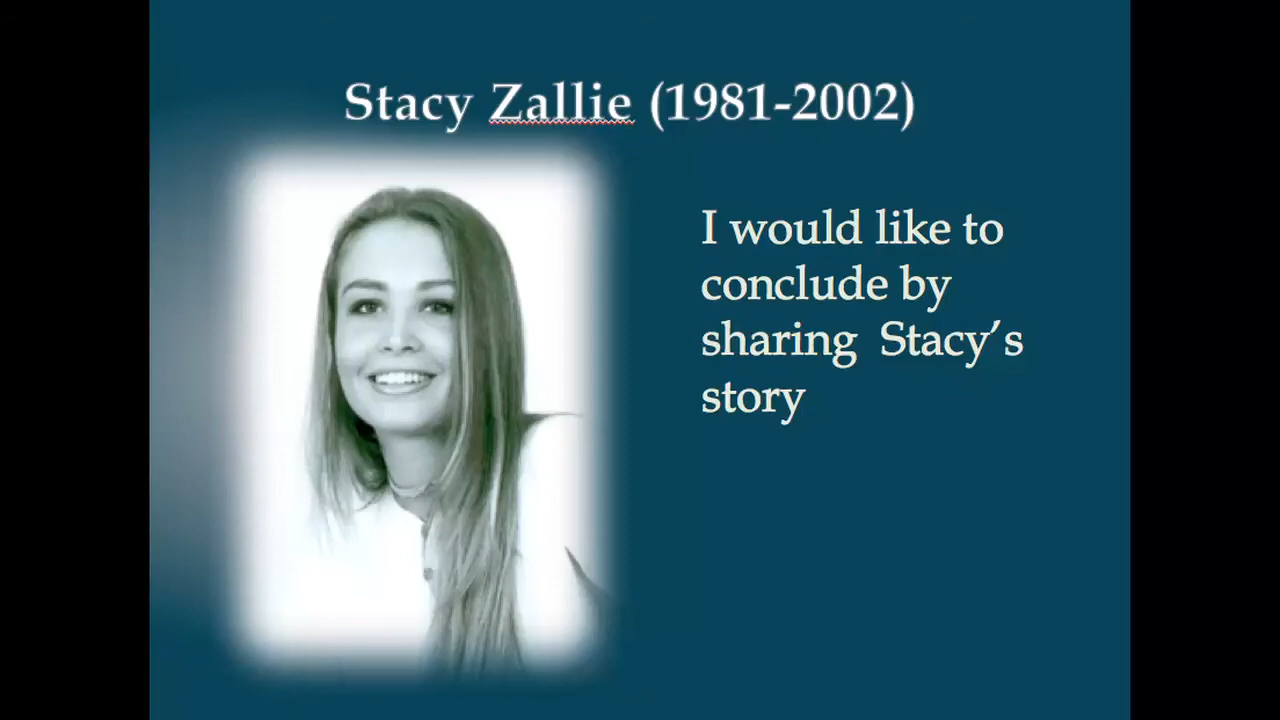 Stacy Zallie (1981-2002)
I would like to
conclude by
sharing  Stacy’s
story